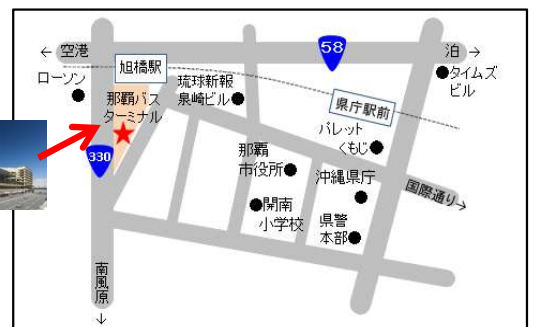 ← 空港
58
泊 →
旭橋駅
ローソン
琉球新報
泉崎ビル
タイムズ
ビル
那覇バス
ターミナル
県庁駅前
パレット
くもじ
330
那覇
市役所
沖縄県庁
国際通り→
開南
小学校
県警
本部
南風原
↓